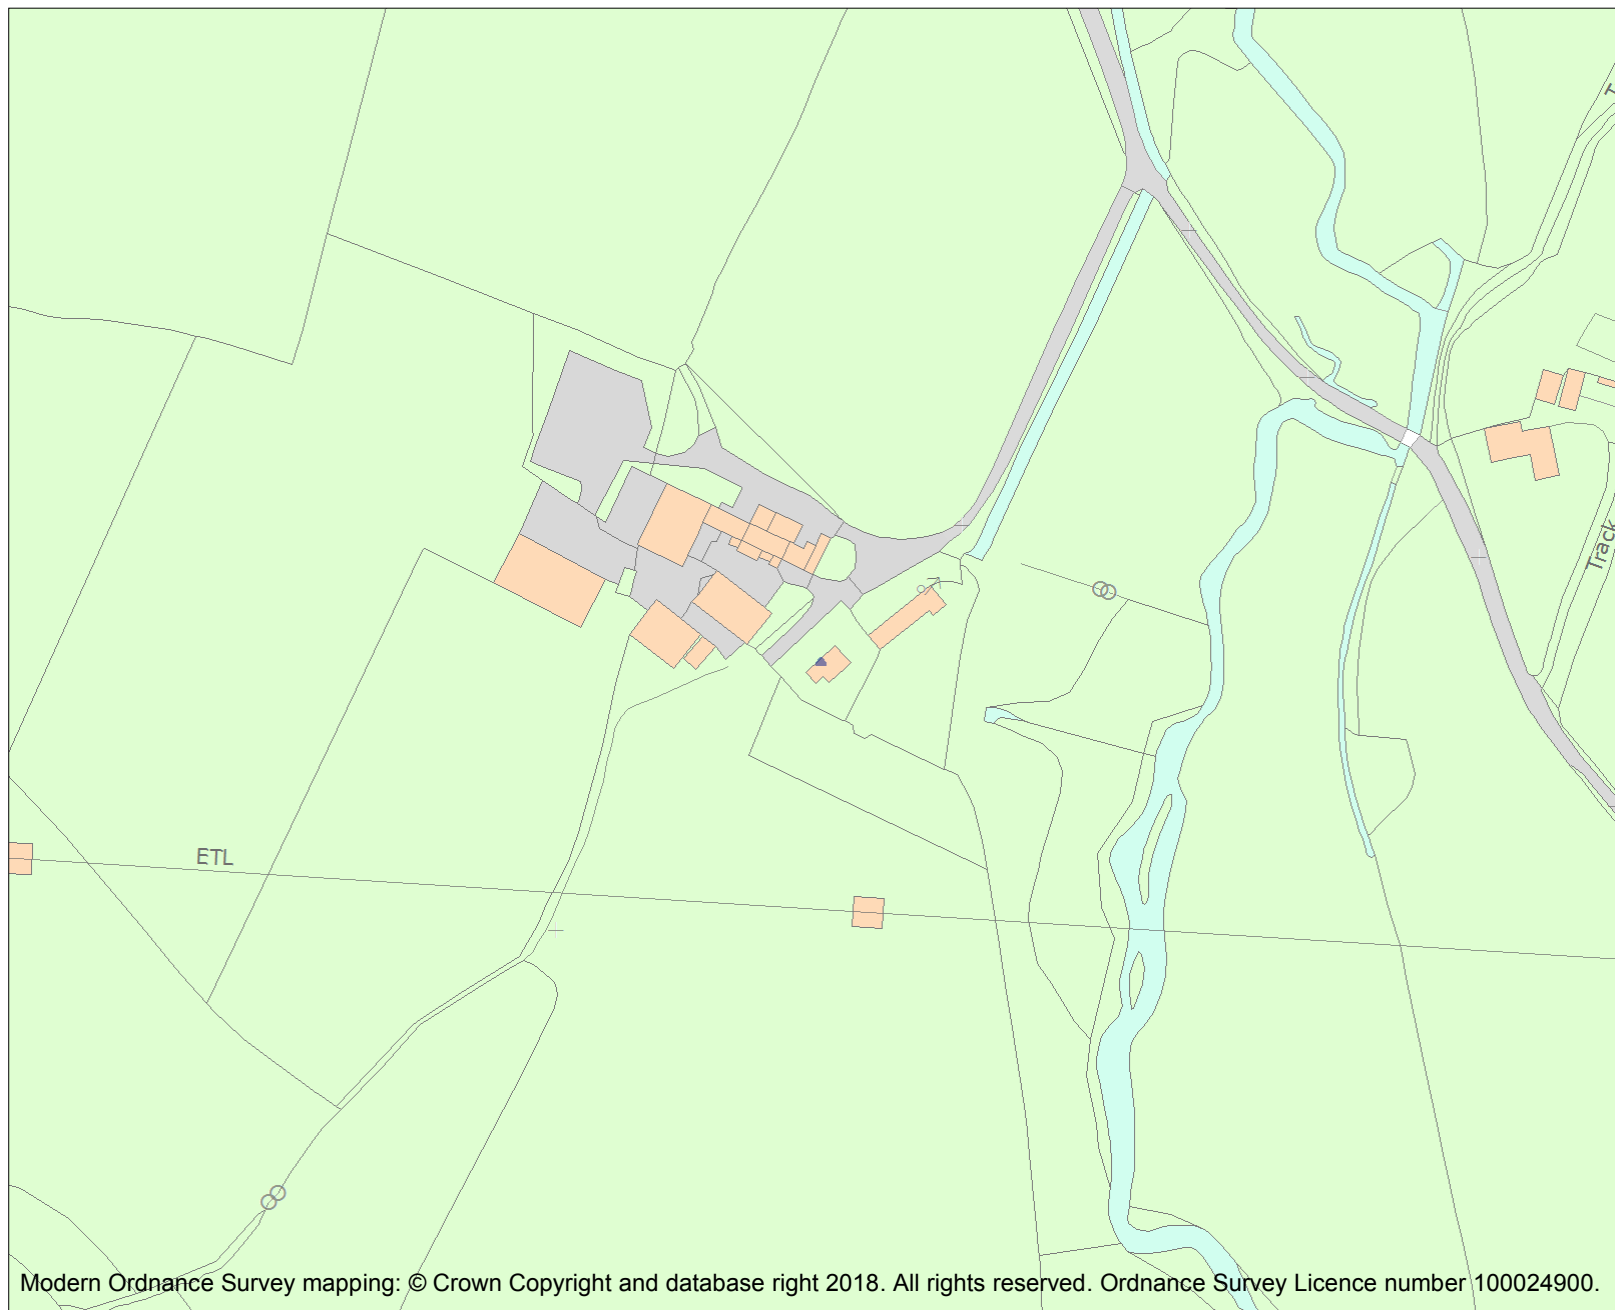 Track
ETL
Modern Ordnance Survey mapping: © Crown Copyright and database right 2018. All rights reserved. Ordnance Survey Licence number 100024900.